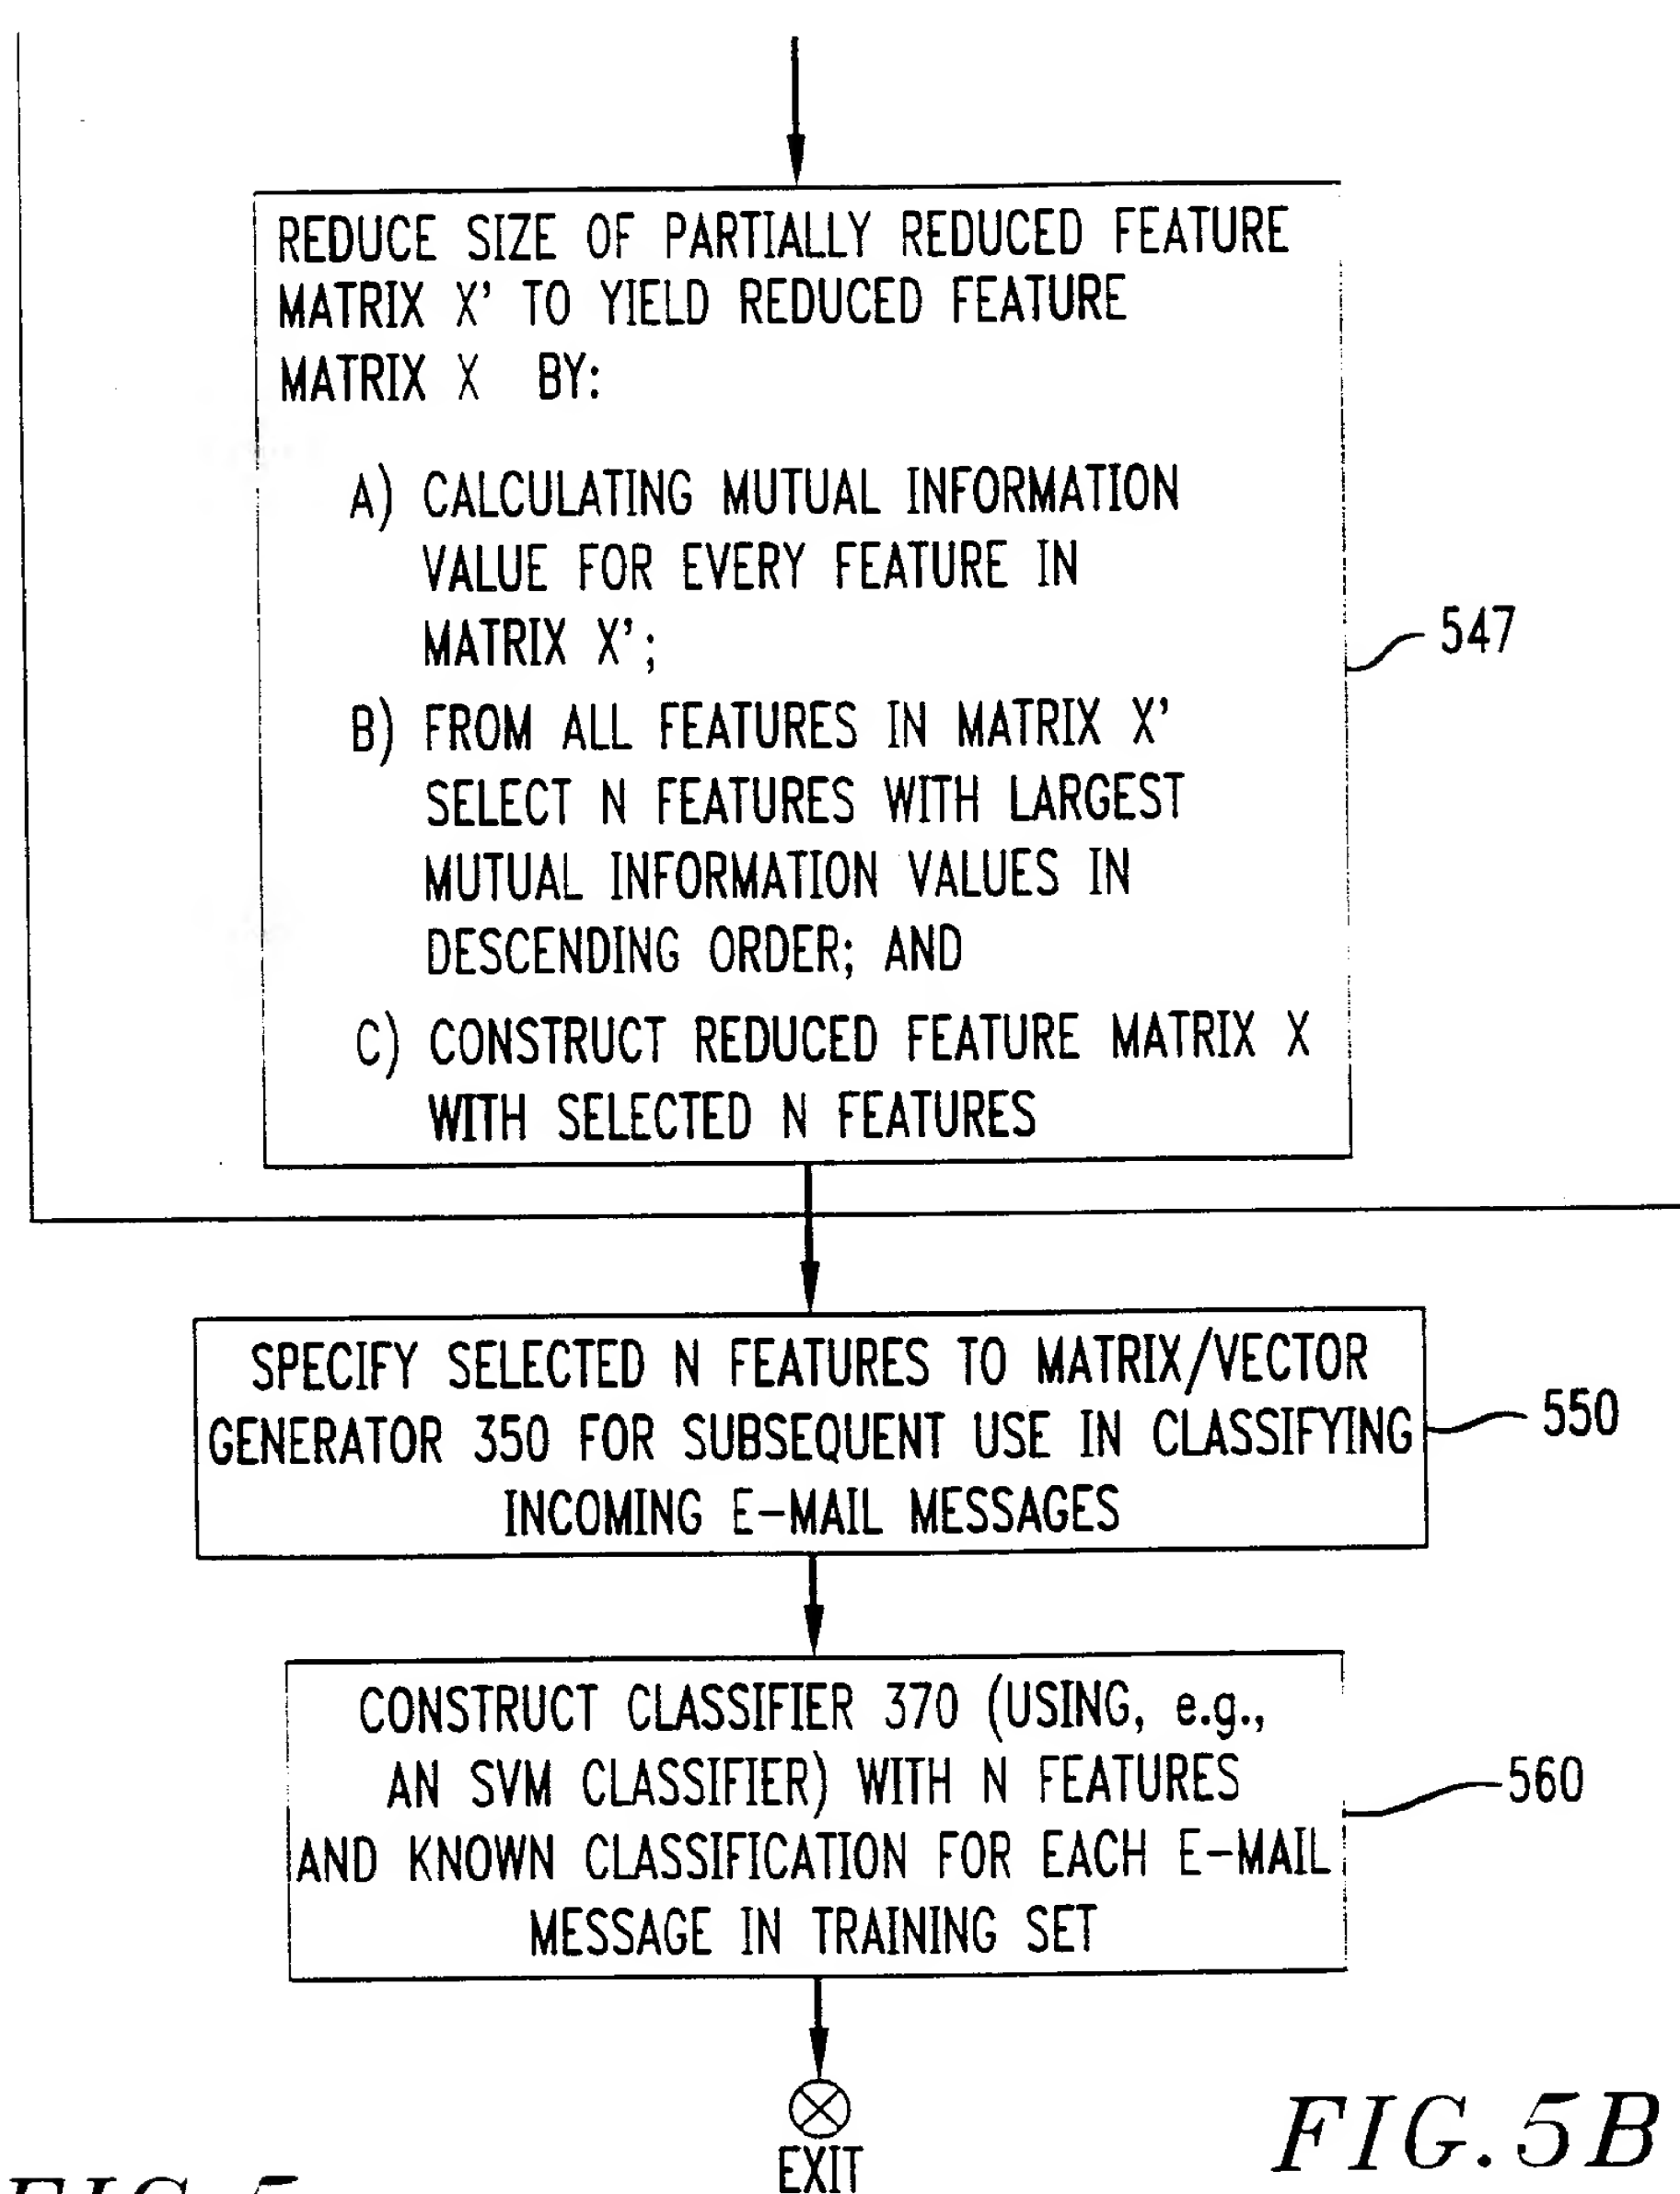 REDUCE SIZE OF PARTIALLY REDUCED FEATURE
MATRIX X' TO YIELD REDUCED FEATURE
MATRIX X BY:
A) CALCULATING MUTUAL INFORMATION
VALUE FOR EVERY FEATURE IN
MATRIX X';
B) FROM ALL FEATURES IN MATRIX X'
SELECT N FEATURES WITH LARGEST
MUTUAL INFORMATION VALUES IN
DESCENDING ORDER; AND
C) CONSTRUCT REDUCED FEATURE MATRIX X
WITH SELECTED N FEATURES
547
SPECIFY SELECTED N FEATURES TO MATRIX/VECTOR
GENERATOR 350 FOR SUBSEQUENT USE IN CLASSIFYING
INCOMING E-MAIL MESSAGES
550
CONSTRUCT CLASSIFIER 370 (USING, e.g.,
AN SVM CLASSIFIER) WITH N FEATURES
AND KNOWN CLASSIFICATION FOR EACH E-MAIL
MESSAGE IN TRAINING SET
560
EXIT
FIG.5B